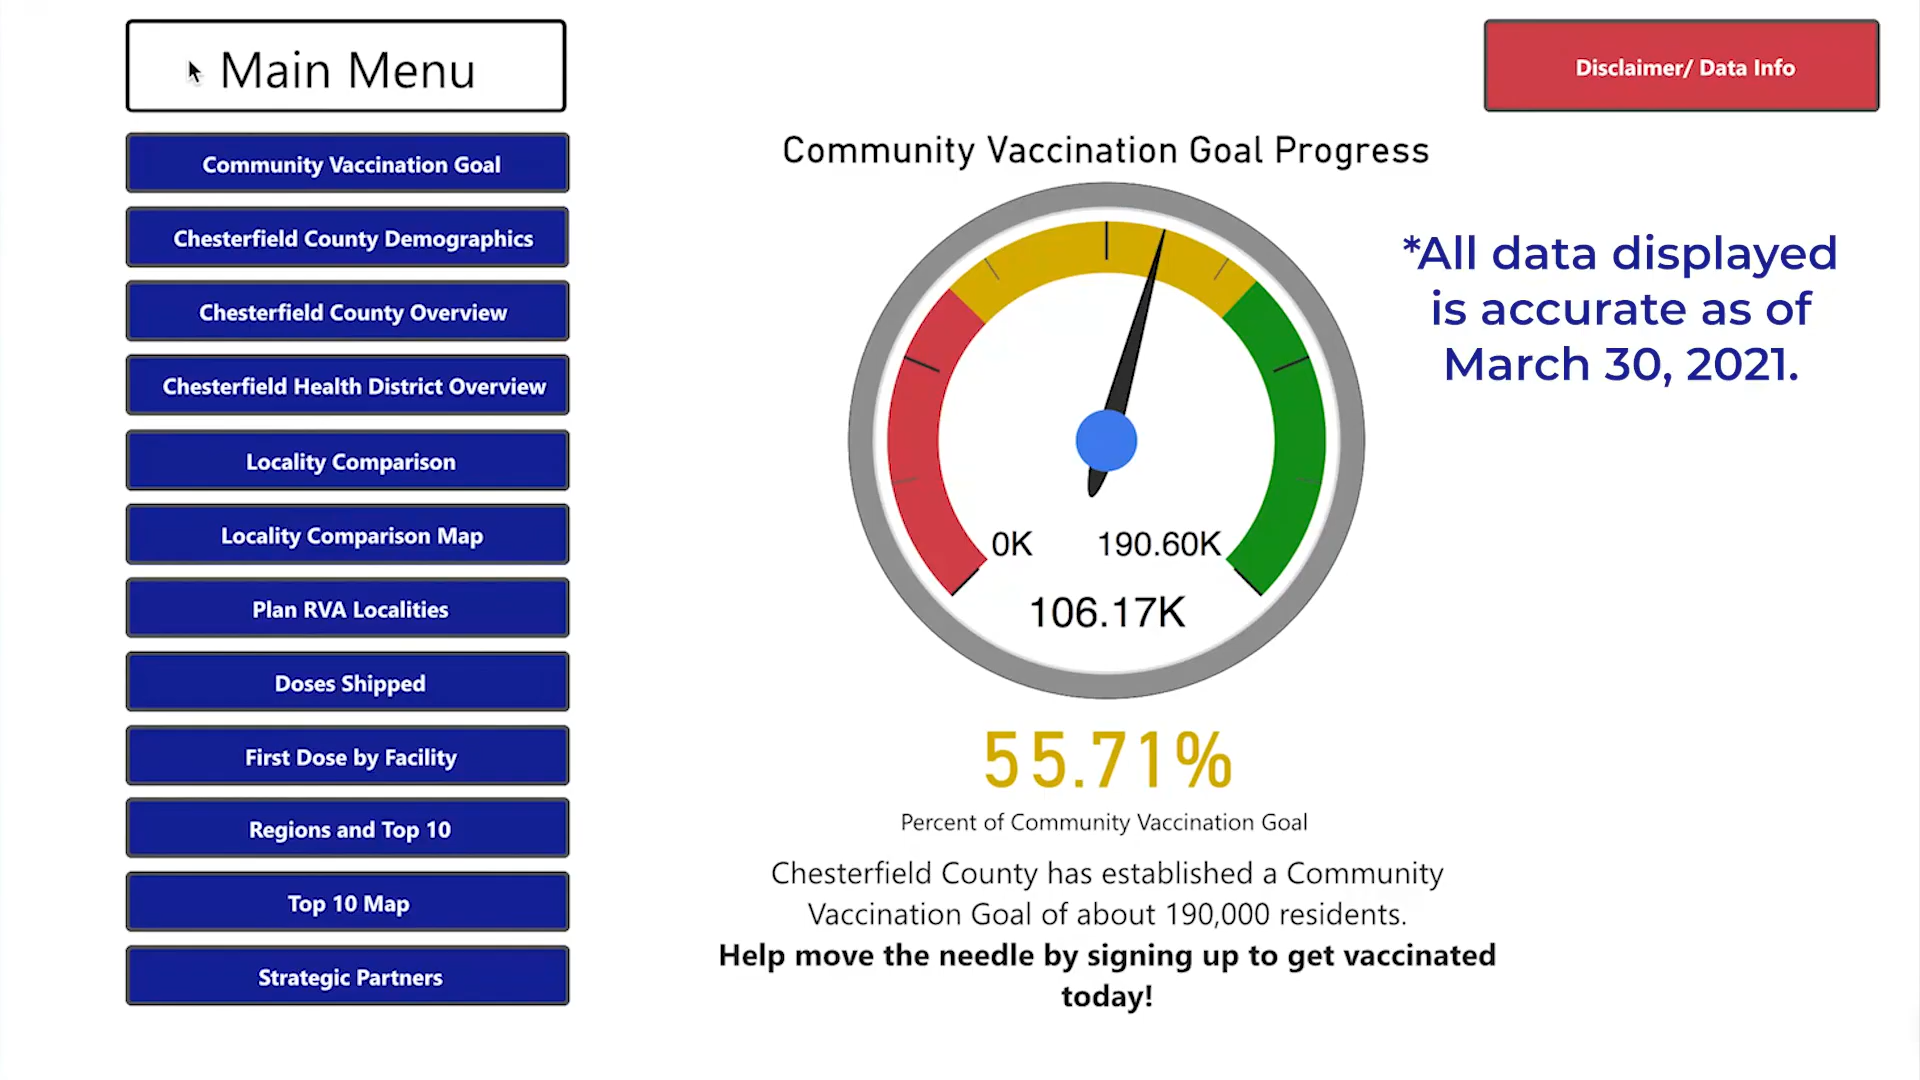 Main Menu
Community Vaccination Goal
Chesterfield County Demographics
Chesterfield County Overview
Chesterfield Health District Overview
Locality Comparison
Locality Comparison Map
Plan RVA Localities
Doses Shipped
First Dose by Facility
Regions and Top 10
Top 10 Map
Strategic Partners
Disclaimer/ Data Info
Community Vaccination Goal Progress
0K
190.60K
106.17K
55.71%
Percent of Community Vaccination Goal
Chesterfield County has established a Community
Vaccination Goal of about 190,000 residents.
Help move the needle by signing up to get vaccinated
today!
*All data displayed
is accurate as of
March 30, 2021.